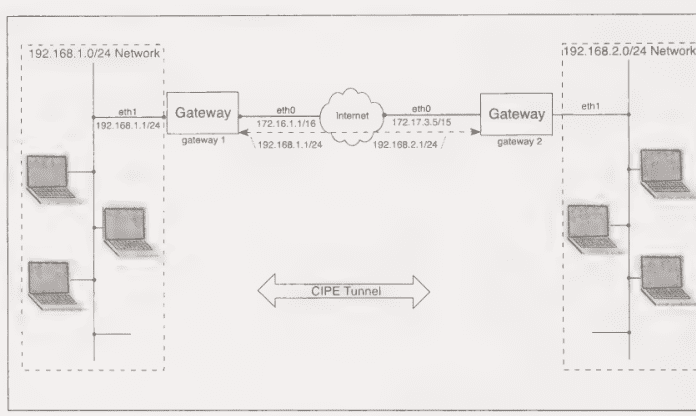 192.168.1.0/24 Network
192.168.2.0/24 Network
eth1
192.168.1.1/24
Gateway
gateway 1
eth0
172.16.1.1/16
Internet
eth0
172.17.3.5/15
Gateway
gateway 2
eth1
192.168.1.1/24
192.168.2.1/24
CIPE Tunnel